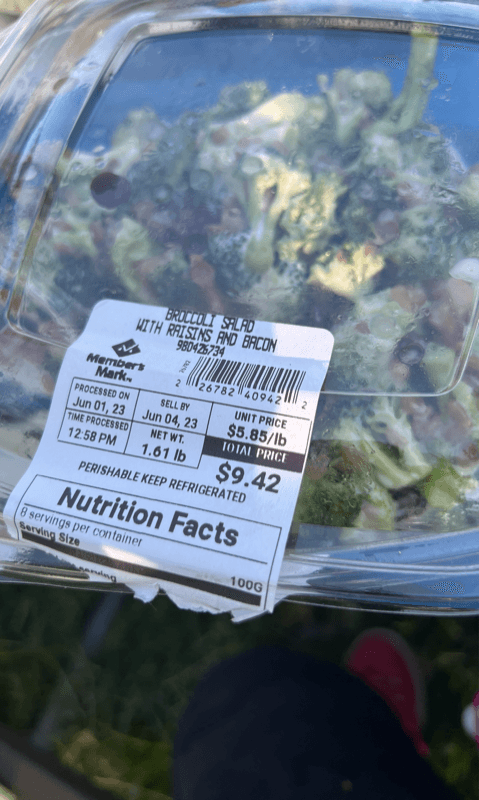 BROCCOLI SALAD
WITH RAISINS AND BACON
980426734
Member's
Mark™
2 26782 40942 2
PROCESSED ON
Jun 01, 23
SELL BY
Jun 04, 23
UNIT PRICE
$5.85/lb
TIME PROCESSED
12:58 PM
NET WT.
1.61 lb
TOTAL PRICE
$9.42
PERISHABLE KEEP REFRIGERATED
Nutrition Facts
8 servings per container
Serving Size
100G